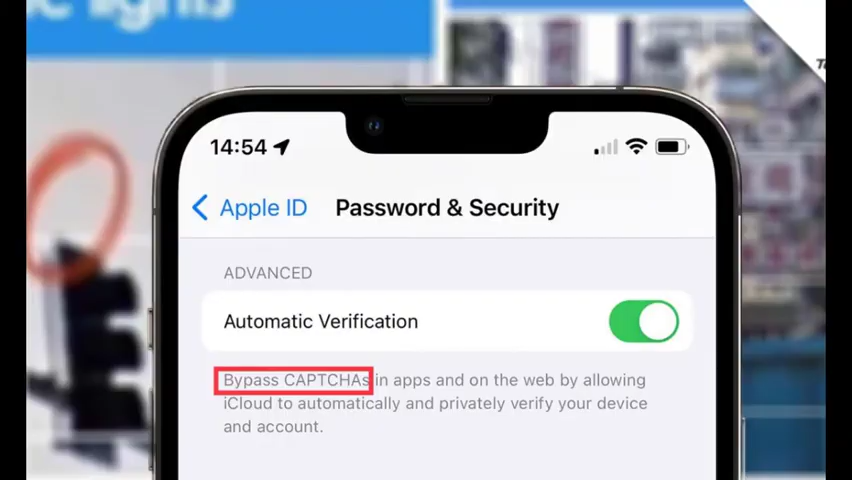 lights
14:54
Apple ID
Password & Security
ADVANCED
Automatic Verification
Bypass CAPTCHAs in apps and on the web by allowing
iCloud to automatically and privately verify your device
and account.